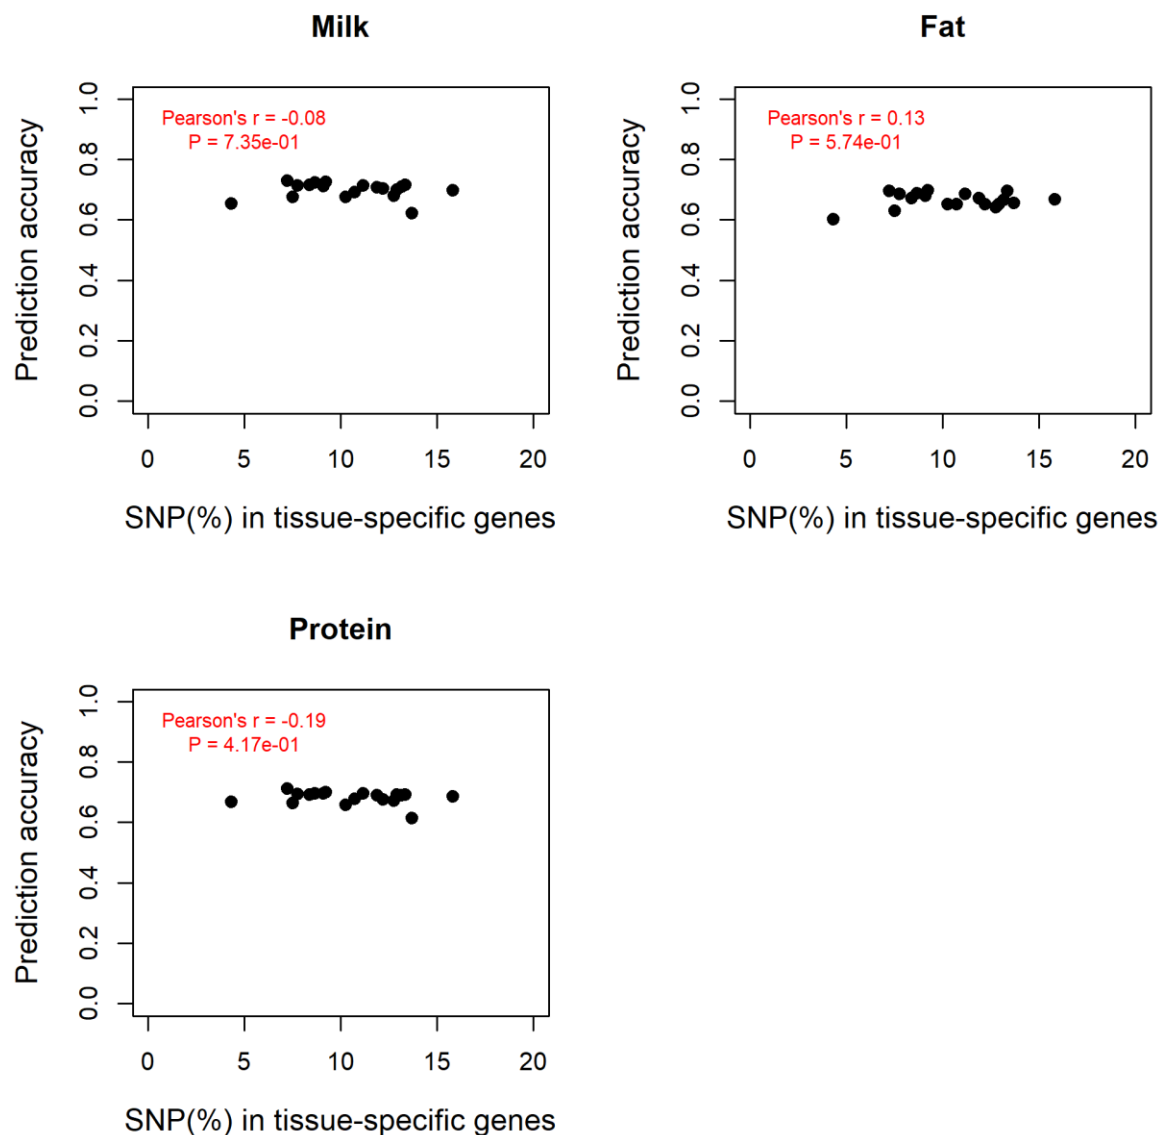 Milk
Pearson's r = -0.08
P = 7.35e-01
Prediction accuracy
1.0
0.8
0.6
0.4
0.2
0.0
0 5 10 15 20
SNP(%) in tissue-specific genes
Fat
Pearson's r = 0.13
P = 5.74e-01
Prediction accuracy
1.0
0.8
0.6
0.4
0.2
0.0
0 5 10 15 20
SNP(%) in tissue-specific genes
Protein
Pearson's r = -0.19
P = 4.17e-01
Prediction accuracy
1.0
0.8
0.6
0.4
0.2
0.0
0 5 10 15 20
SNP(%) in tissue-specific genes